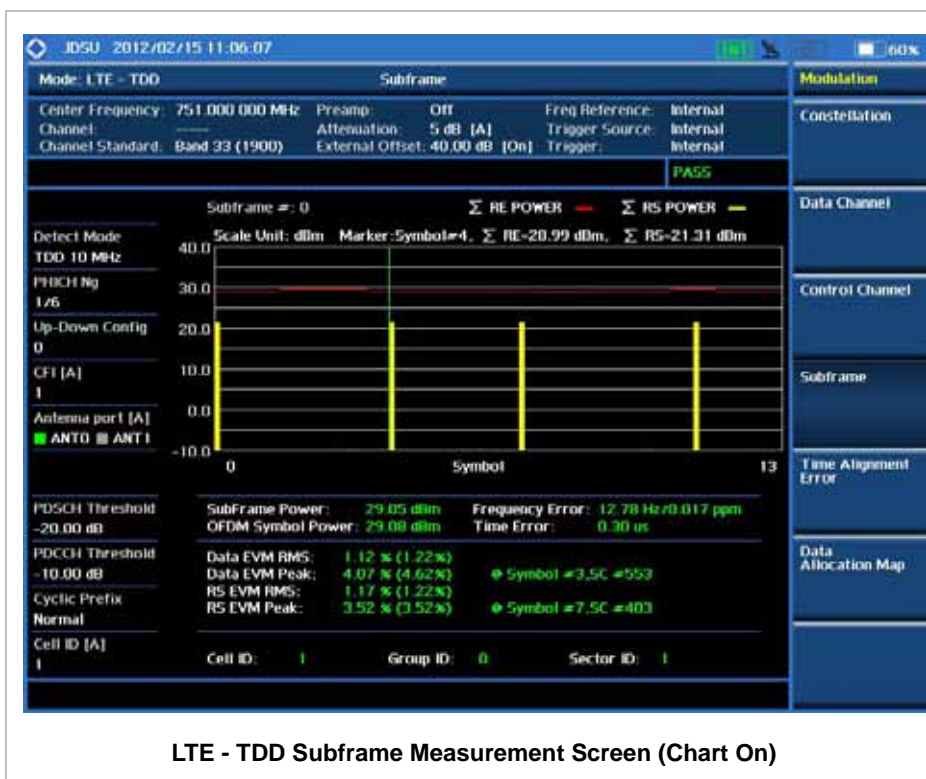 JDSU 2012/02/15 11:06:07
60%
Mode: LTE - TDD Subframe
Modulation
Center Frequency: 751.000 000 MHz Preamp: Off Freq Reference: Internal
Channel: ----- Attenuation: 5 dB [A] Trigger Source: Internal
Channel Standard: Band 33 (1900) External Offset: 40.00 dB [On] Trigger: Internal
PASS
Constellation
Data Channel
Control Channel
Subframe
Time Alignment
Error
Data
Allocation Map
Subframe #: 0 Σ RE POWER Σ RS POWER
Scale Unit: dBm Marker:Symbol=4, Σ RE=20.99 dBm, Σ RS=21.31 dBm
Detect Mode
TDD 10 MHz
PHICH Ng
1/6
Up-Down Config
0
CFI [A]
1
Antenna port [A]
ANT0 ANT1
40.0
30.0
20.0
10.0
0.0
-10.0
0 Symbol 13
PDSCH Threshold
-20.00 dB
PDCCH Threshold
-10.00 dB
Cyclic Prefix
Normal
Cell ID [A]
1
SubFrame Power: 29.05 dBm Frequency Error: 12.78 Hz/0.017 ppm
OFDM Symbol Power: 29.08 dBm Time Error: 0.30 us
Data EVM RMS: 1.12 % (1.22%)
Data EVM Peak: 4.07 % (4.62%) @ Symbol #3,SC #553
RS EVM RMS: 1.17 % (1.22%)
RS EVM Peak: 3.52 % (3.52%) @ Symbol #7,SC #403
Cell ID: 1 Group ID: 0 Sector ID: 1
LTE - TDD Subframe Measurement Screen (Chart On)